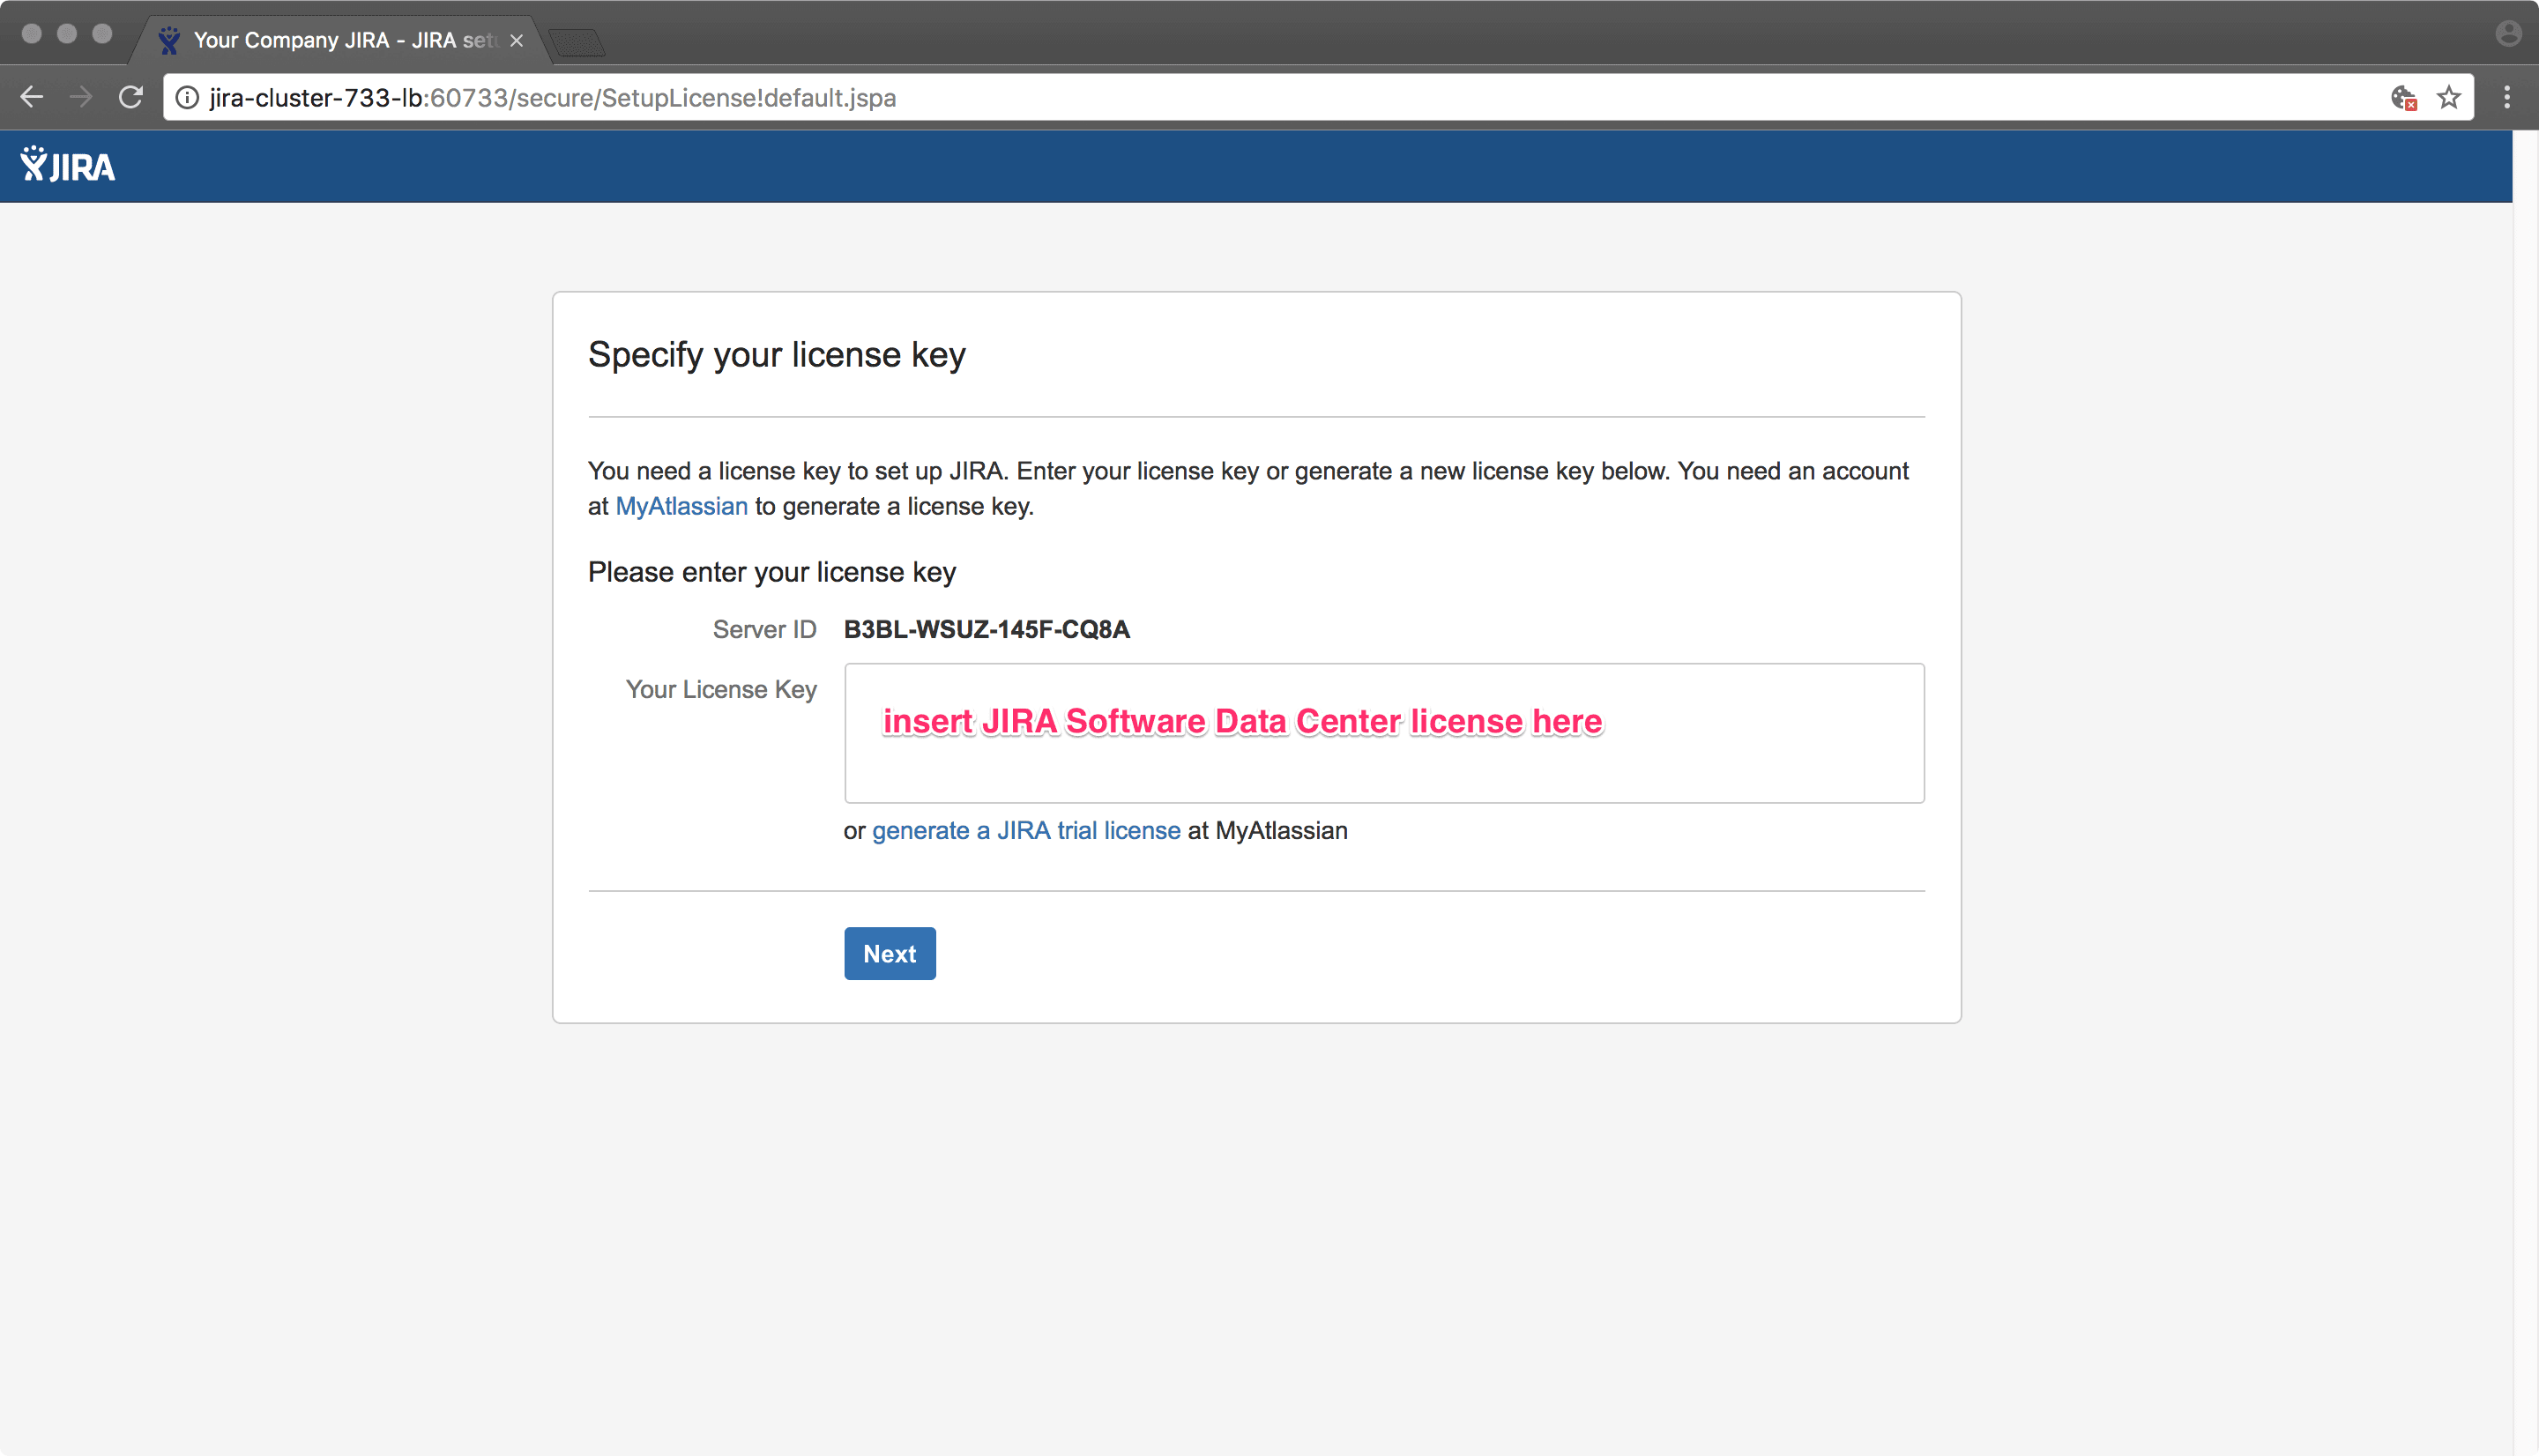 Your Company JIRA - JIRA setu
jira-cluster-733-lb:60733/secure/SetupLicense!default.jspa
JIRA
Specify your license key
You need a license key to set up JIRA. Enter your license key or generate a new license key below. You need an account
at MyAtlassian to generate a license key.
Please enter your license key
Server ID B3BL-WSUZ-145F-CQ8A
Your License Key
insert JIRA Software Data Center license here
or generate a JIRA trial license at MyAtlassian
Next